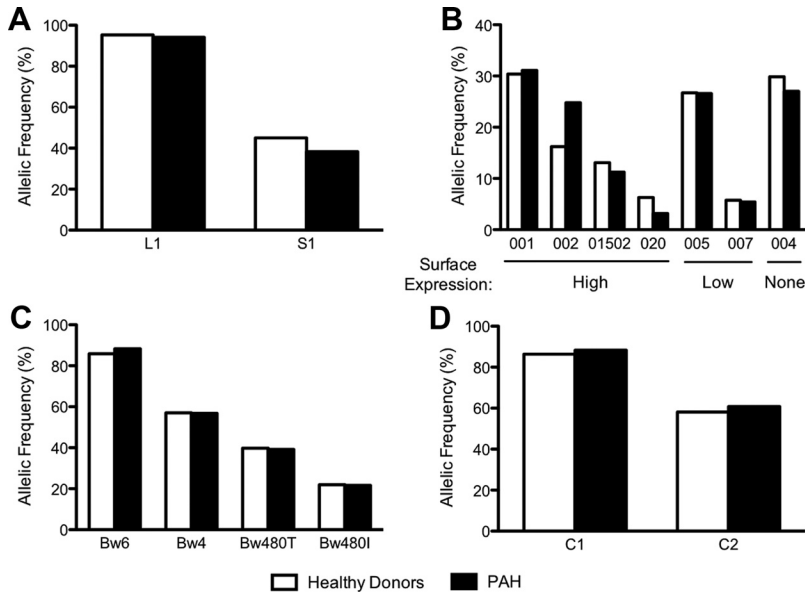 A
Allelic Frequency (%)
100
80
60
40
20
0
L1 S1
B
Allelic Frequency (%)
40
30
20
10
0
001 002 01502 020 005 007 004
Surface
Expression: High Low None
C
Allelic Frequency (%)
100
80
60
40
20
0
Bw6 Bw4 Bw480T Bw480I
D
Allelic Frequency (%)
100
80
60
40
20
0
C1 C2
Healthy Donors PAH